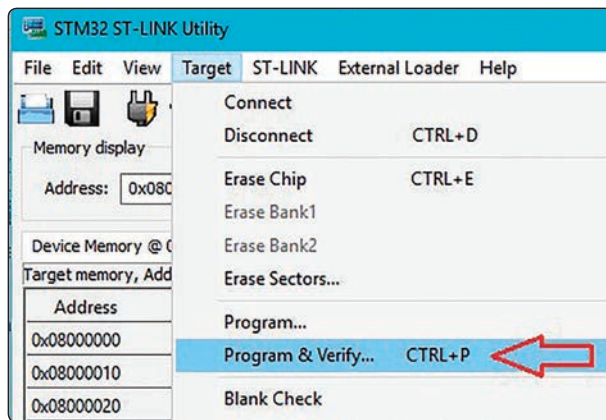 STM32 ST-LINK Utility
File Edit View Target ST-LINK External Loader Help
Memory display
Address: 0x080
Device Memory @
Target memory, Add
Address
0x08000000
0x08000010
0x08000020
Connect
Disconnect CTRL+D
Erase Chip CTRL+E
Erase Bank1
Erase Bank2
Erase Sectors...
Program...
Program & Verify... CTRL+P
Blank Check